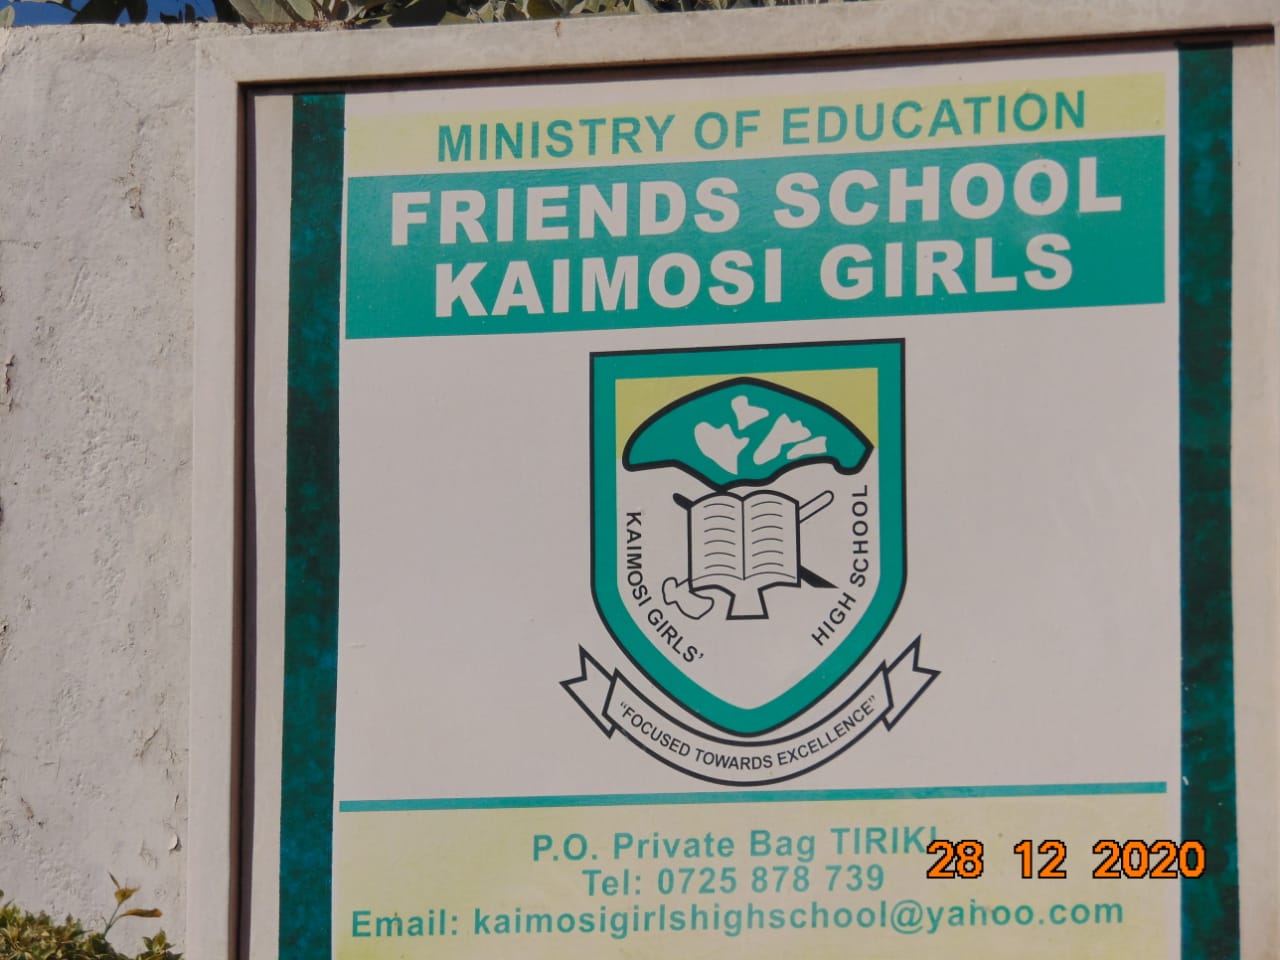 MINISTRY OF EDUCATION
FRIENDS SCHOOL
KAIMOSI GIRLS
KAIMOSI GIRLS'
HIGH SCHOOL
"FOCUSED TOWARDS EXCELLENCE"
P.O. Private Bag TIRIKI
28 12 2020
Tel: 0725 878 739
Email: kaimosigirlshighschool@yahoo.com